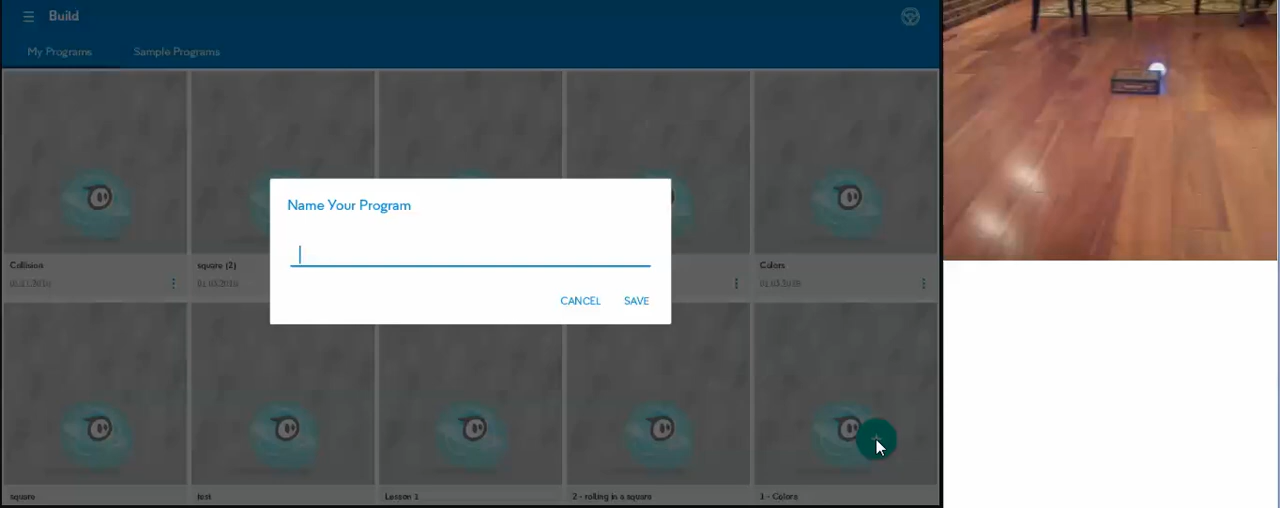 Build
My Programs
Sample Programs
Name Your Program
CANCEL
SAVE
Collision
square (2)
Colors
square
test
Lesson 1
2 - rolling in a square
1 - Colors